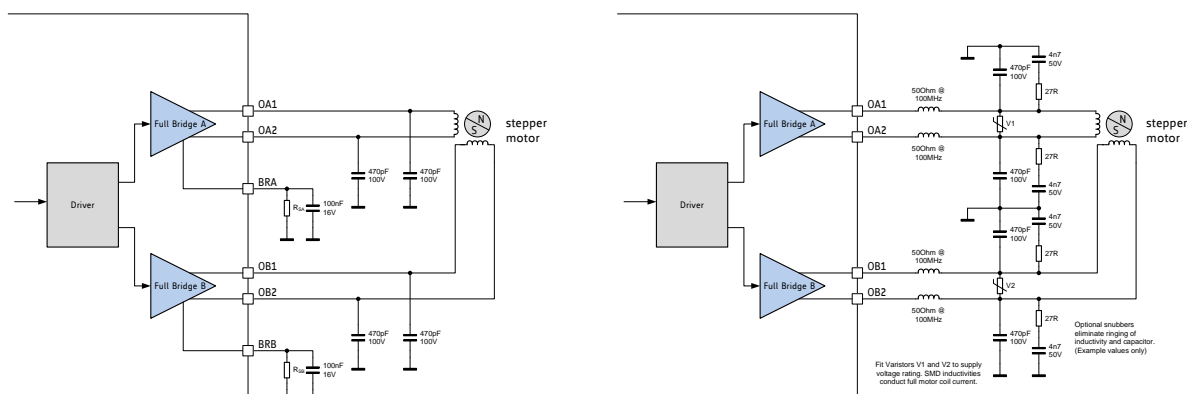 Driver
Full Bridge A
Full Bridge B
OA1
OA2
BRA
OB1
OB2
BRB
RSA
100nF
16V
470pF
100V
470pF
100V
N
S
stepper
motor
470pF
100V
470pF
100V
RSB
100nF
16V
Driver
Full Bridge A
Full Bridge B
OA1
OA2
OB1
OB2
50Ohm @
100MHz
50Ohm @
100MHz
470pF
100V
4n7
50V
27R
V1
N
S
stepper
motor
470pF
100V
27R
4n7
50V
470pF
100V
4n7
50V
27R
50Ohm @
100MHz
50Ohm @
100MHz
V2
470pF
100V
27R
4n7
50V
Optional snubbers
eliminate ringing of
inductivity and capacitor.
(Example values only)
Fit Varistors V1 and V2 to supply
voltage rating. SMD inductivities
conduct full motor coil current.